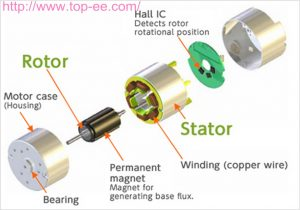 http://www.top-ee.com/
Hall IC
Detects rotor
rotational position
Rotor
Motor case
(Housing)
Stator
Permanent
magnet
Magnet for
generating base flux.
Winding (copper wire)
Bearing